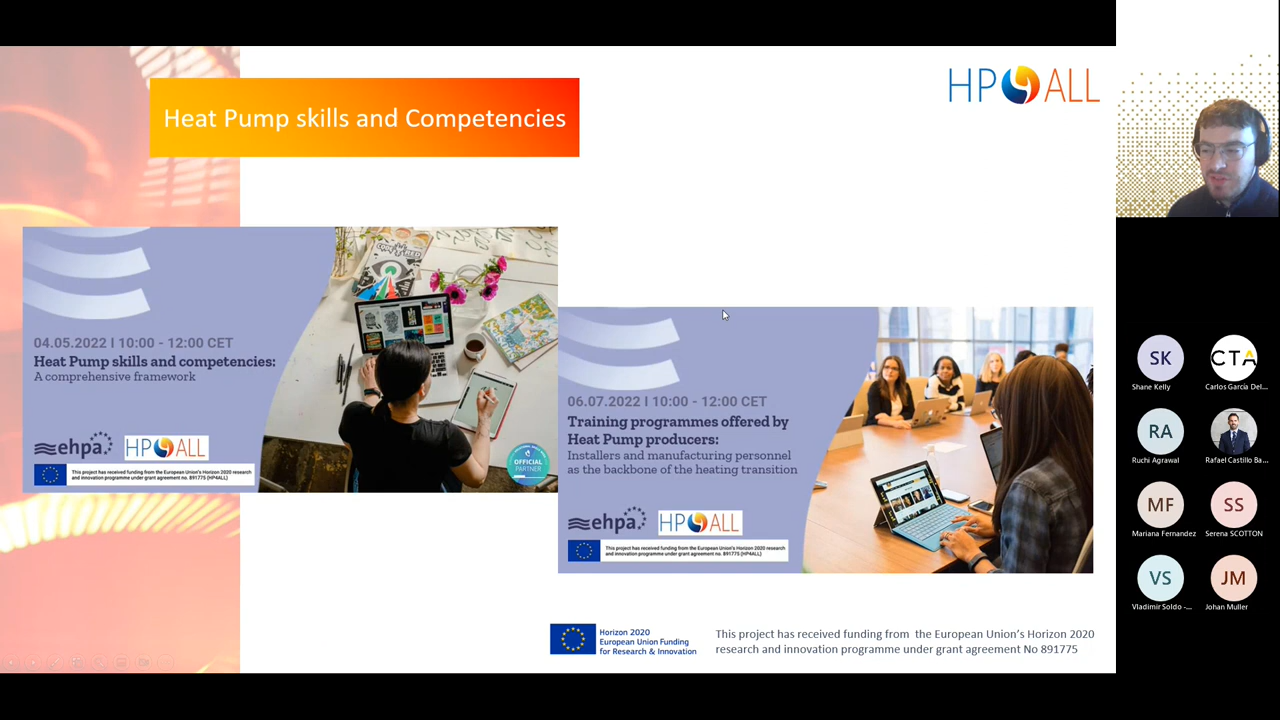 Heat Pump skills and Competencies
HP4ALL
04.05.2022 I 10:00 - 12:00 CET
Heat Pump skills and competencies:
A comprehensive framework
ehpa
HP4ALL
This project has received funding from the European Union's Horizon 2020 research
and innovation programme under grant agreement no. 891775 (HP4ALL)
OFFICIAL
PARTNER
06.07.2022 I 10:00 - 12:00 CET
Training programmes offered by
Heat Pump producers:
Installers and manufacturing personnel
as the backbone of the heating transition
ehpa
HP4ALL
This project has received funding from the European Union's Horizon 2020 research
and innovation programme under grant agreement no. 891775 (HP4ALL)
Horizon 2020
European Union Funding
for Research & Innovation
This project has received funding from the European Union's Horizon 2020
research and innovation programme under grant agreement No 891775
SK
Shane Kelly
CTA
Carlos García Del...
RA
Ruchi Agrawal
Rafael Castillo Ba...
MF
Mariana Fernandez
SS
Serena SCOTTON
VS
Vladimir Soldo -...
JM
Johan Muller